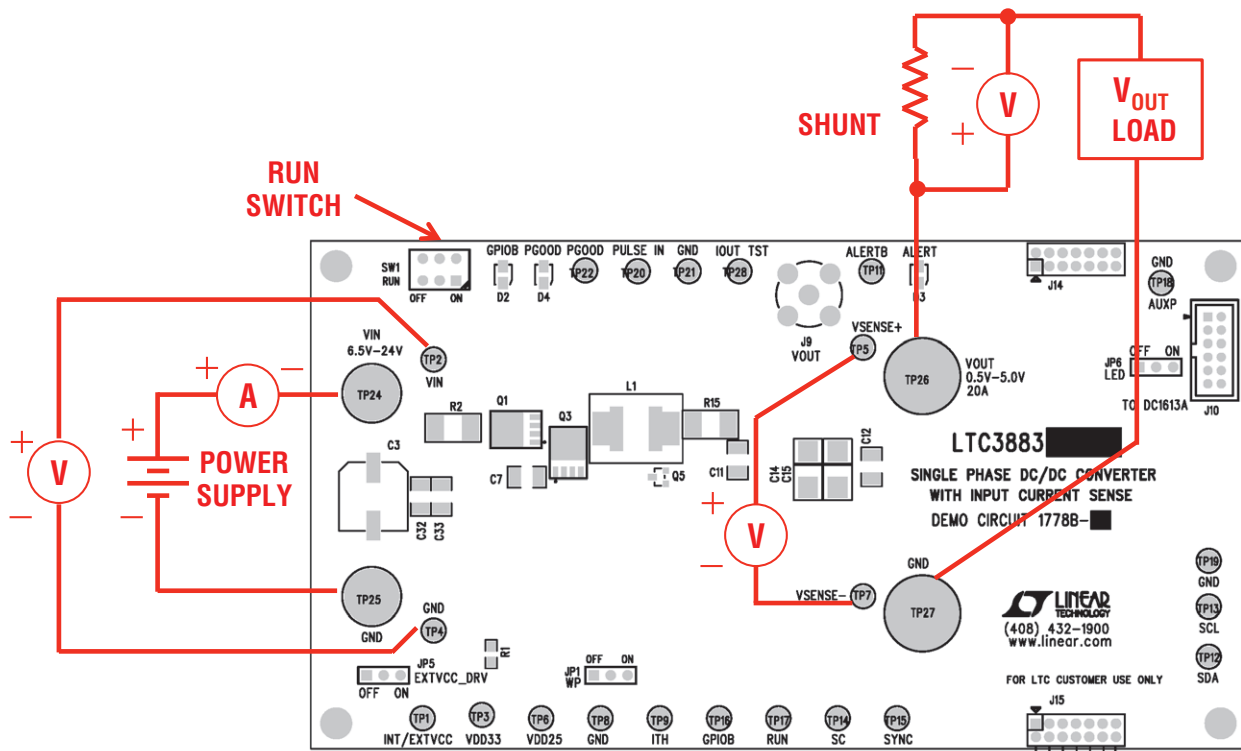 SHUNT
−
+
V
V_OUT
LOAD
RUN
SWITCH
SW1
RUN
OFF ON
GPIOB PGOOD PGOOD PULSE IN GND IOUT TST
D2 D4 TP22 TP20 TP21 TP28
ALERTB ALERT
TP11 D3
J14
GND
TP18
AUXP
J9
VOUT
VSENSE+
TP5
VIN
6.5V-24V
TP24
TP2
VIN
+
A
−
+
V
−
+
POWER
SUPPLY
−
TP26
VOUT
0.5V-5.0V
20A
JP6
LED
OFF ON
TO DC1613A
J10
R2
Q1
Q3
L1
R15
C3
C7
Q5
C11
C14
C15
C12
C32
C33
LTC3883
SINGLE PHASE DC/DC CONVERTER
WITH INPUT CURRENT SENSE
DEMO CIRCUIT 1778B-
+
V
−
TP25
GND
GND
TP4
VSENSE-
TP7
GND
TP27
TP19
GND
TP13
SCL
TP12
SDA
LINEAR
TECHNOLOGY
(408) 432-1900
www.linear.com
R1
JP5
EXTVCC_DRV
OFF ON
JP1
WP
OFF ON
FOR LTC CUSTOMER USE ONLY
J15
TP1 TP3 TP6 TP8 TP9 TP16 TP17 TP14 TP15
INT/EXTVCC VDD33 VDD25 GND ITH GPIOB RUN SC SYNC